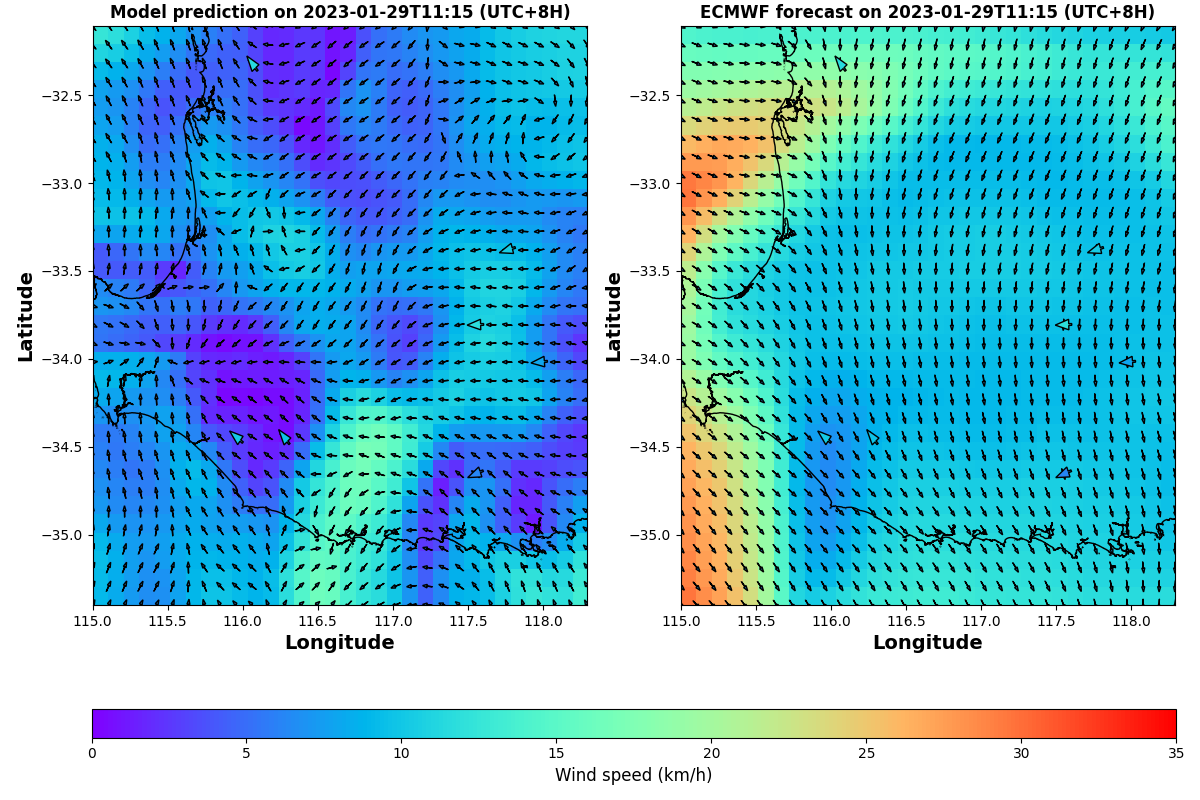 Model prediction on 2023-01-29T11:15 (UTC+8H)
ECMWF forecast on 2023-01-29T11:15 (UTC+8H)
Latitude
−32.5
−33.0
−33.5
−34.0
−34.5
−35.0
115.0 115.5 116.0 116.5 117.0 117.5 118.0
Longitude
Latitude
−32.5
−33.0
−33.5
−34.0
−34.5
−35.0
115.0 115.5 116.0 116.5 117.0 117.5 118.0
Longitude
0 5 10 15 20 25 30 35
Wind speed (km/h)